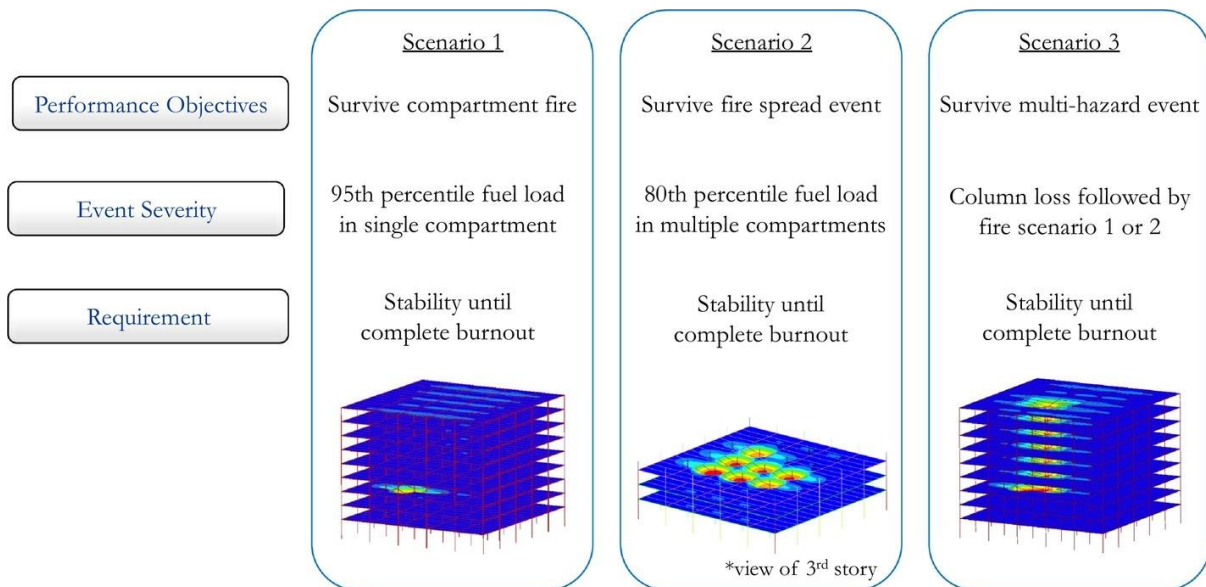 Scenario 1
Scenario 2
Scenario 3
Performance Objectives
Survive compartment fire
Survive fire spread event
Survive multi-hazard event
Event Severity
95th percentile fuel load
in single compartment
80th percentile fuel load
in multiple compartments
Column loss followed by
fire scenario 1 or 2
Requirement
Stability until
complete burnout
Stability until
complete burnout
Stability until
complete burnout
*view of 3rd story